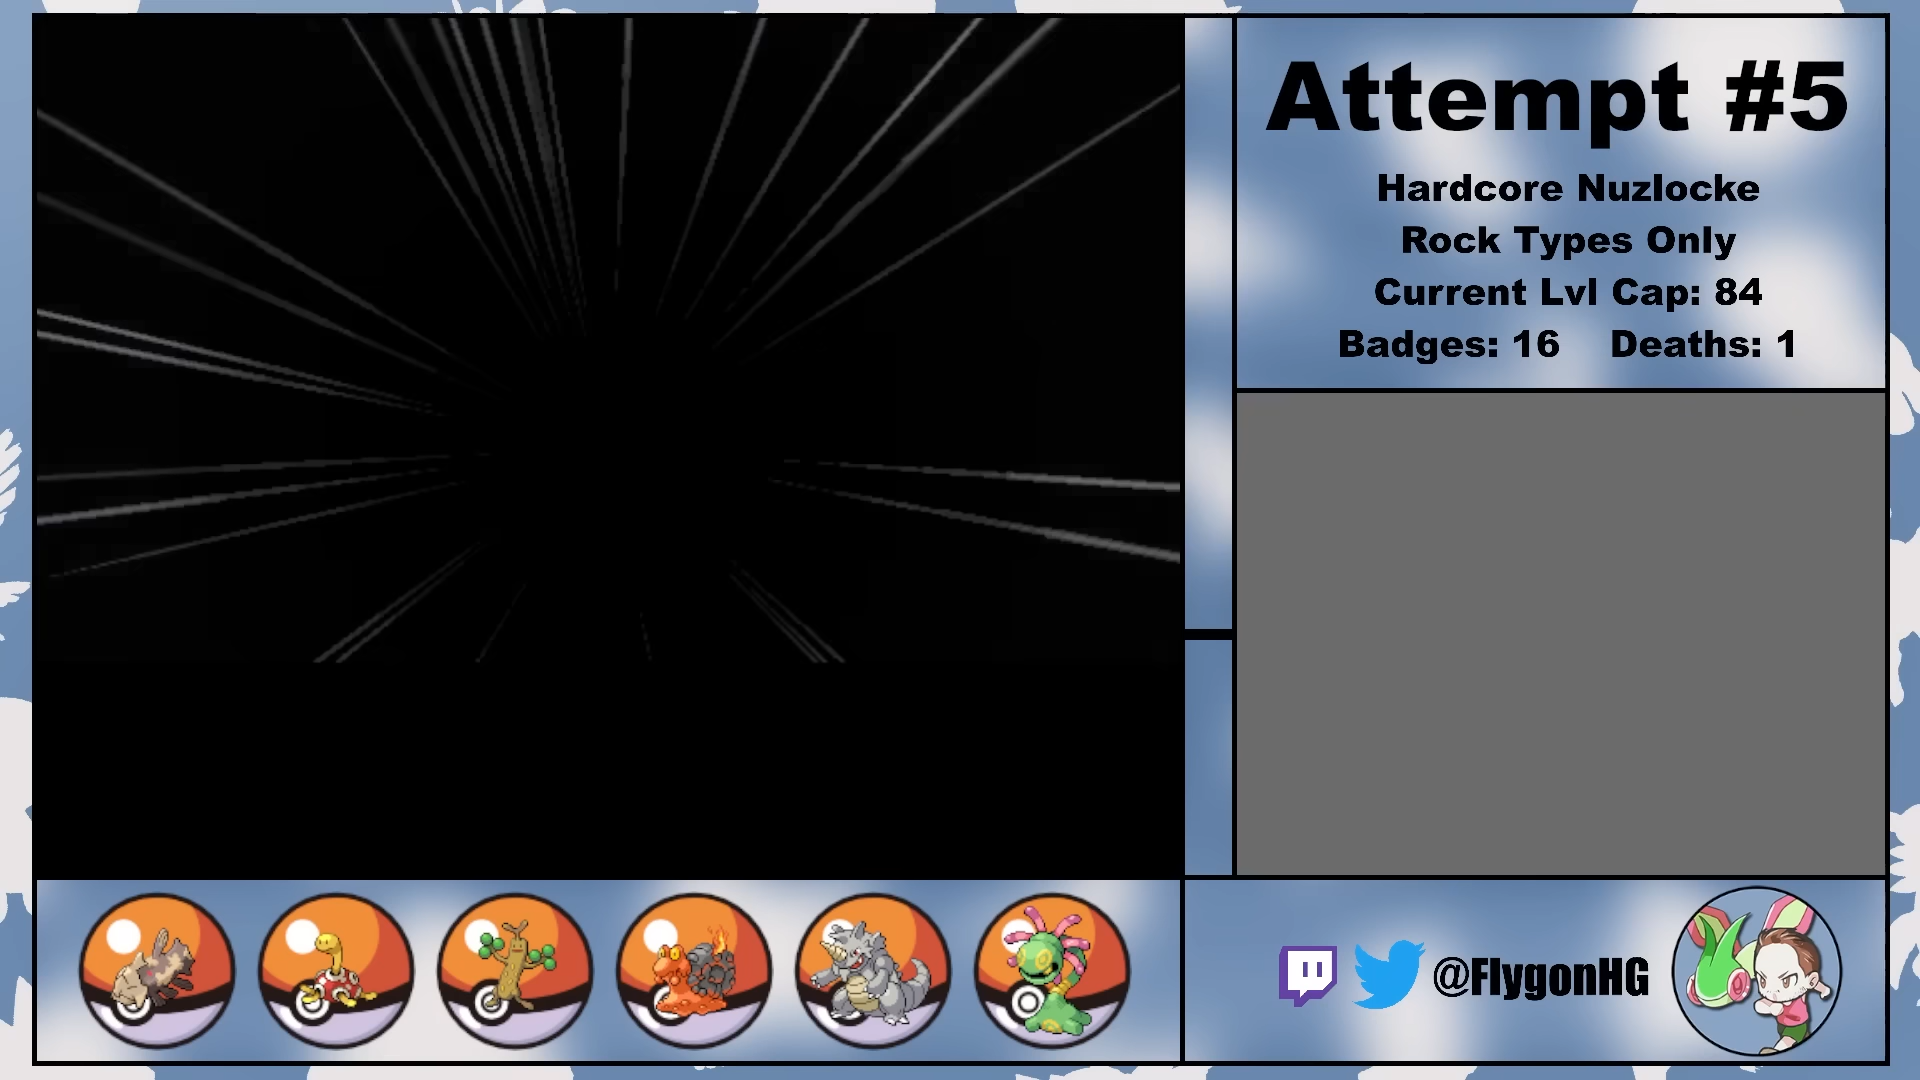 Attempt #5
Hardcore Nuzlocke
Rock Types Only
Current Lvl Cap: 84
Badges: 16 Deaths: 1
@FlygonHG